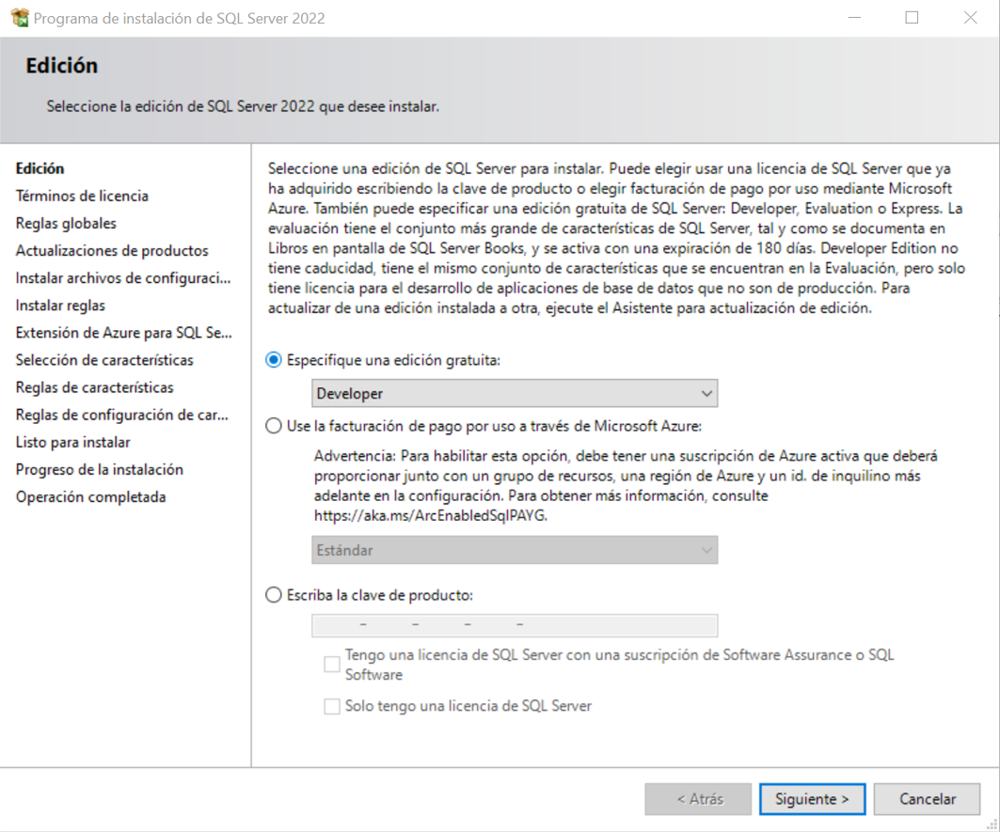 Programa de instalación de SQL Server 2022
Edición
Seleccione la edición de SQL Server 2022 que desee instalar.
Edición
Términos de licencia
Reglas globales
Actualizaciones de productos
Instalar archivos de configuraci...
Instalar reglas
Extensión de Azure para SQL Se...
Selección de características
Reglas de características
Reglas de configuración de car...
Listo para instalar
Progreso de la instalación
Operación completada
Seleccione una edición de SQL Server para instalar. Puede elegir usar una licencia de SQL Server que ya
ha adquirido escribiendo la clave de producto o elegir facturación de pago por uso mediante Microsoft
Azure. También puede especificar una edición gratuita de SQL Server: Developer, Evaluation o Express. La
evaluación tiene el conjunto más grande de características de SQL Server, tal y como se documenta en
Libros en pantalla de SQL Server Books, y se activa con una expiración de 180 días. Developer Edition no
tiene caducidad, tiene el mismo conjunto de características que se encuentran en la Evaluación, pero solo
tiene licencia para el desarrollo de aplicaciones de base de datos que no son de producción. Para
actualizar de una edición instalada a otra, ejecute el Asistente para actualización de edición.
Especifique una edición gratuita:
Developer
Use la facturación de pago por uso a través de Microsoft Azure:
Advertencia: Para habilitar esta opción, debe tener una suscripción de Azure activa que deberá
proporcionar junto con un grupo de recursos, una región de Azure y un id. de inquilino más
adelante en la configuración. Para obtener más información, consulte
https://aka.ms/ArcEnabledSqlPAYG.
Estándar
Escriba la clave de producto:
- - - -
Tengo una licencia de SQL Server con una suscripción de Software Assurance o SQL
Software
Solo tengo una licencia de SQL Server
< Atrás
Siguiente >
Cancelar